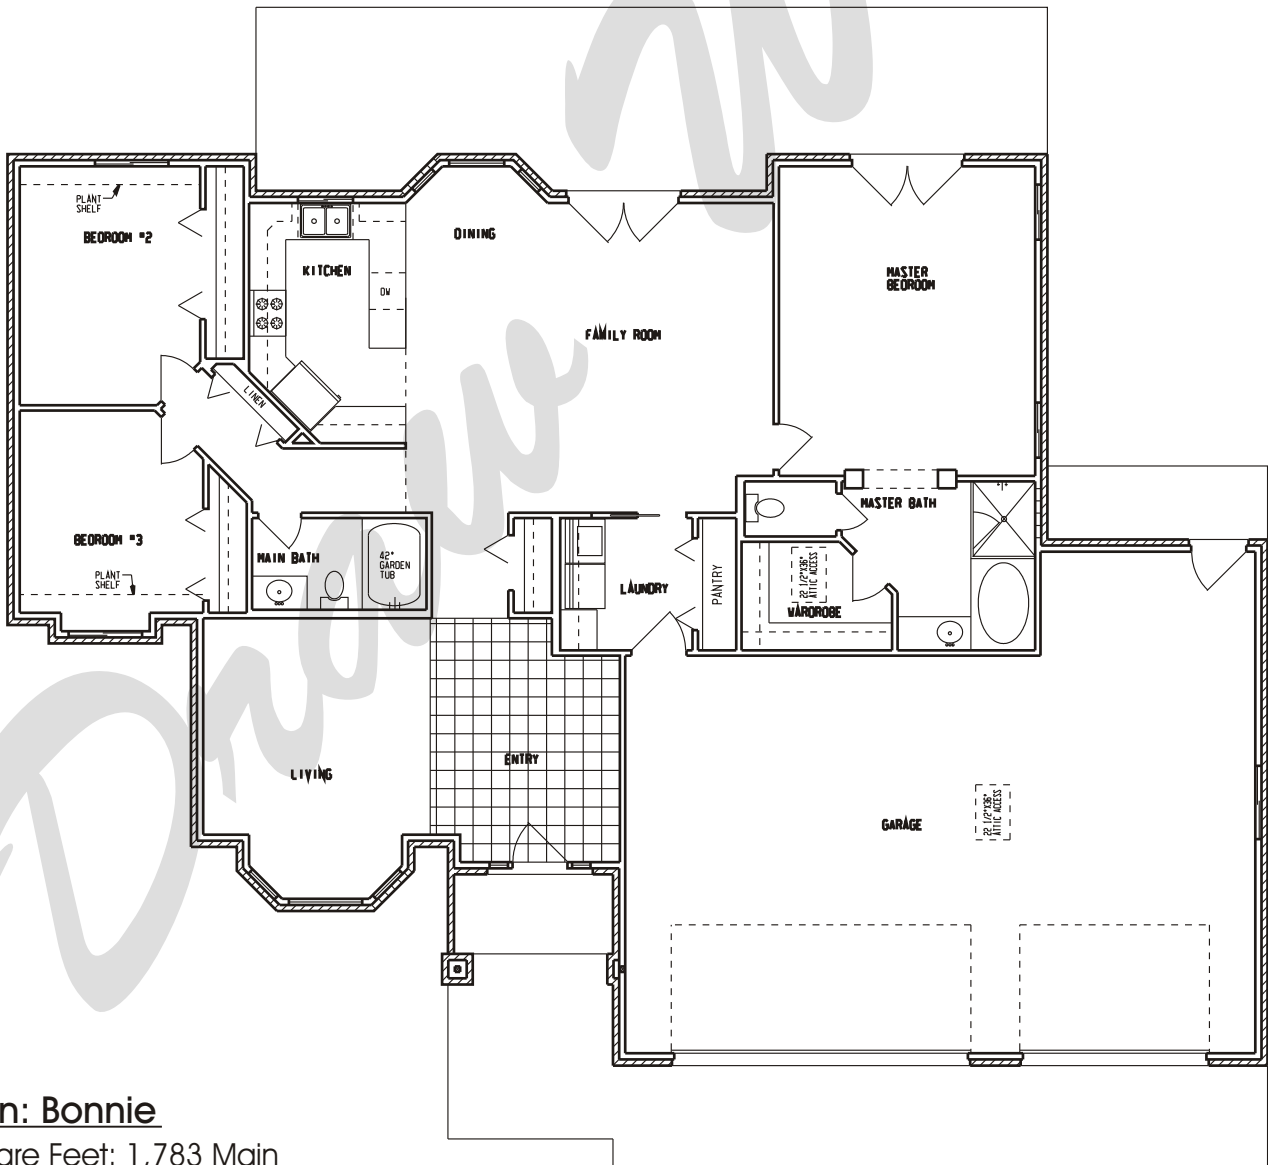 PLANT
SHELF
BEDROOM #2
KITCHEN
DINING
DW
FAMILY ROOM
MASTER
BEDROOM
LINEN
MASTER BATH
BEDROOM #3
PLANT
SHELF
MAIN BATH
42"
GARDEN
TUB
LAUNDRY
PANTRY
22 1/2"X36"
ATTIC ACCESS
WARDROBE
LIVING
ENTRY
GARAGE
22 1/2"X36"
ATTIC ACCESS
Draw W
n: Bonnie
are Feet: 1,783 Main